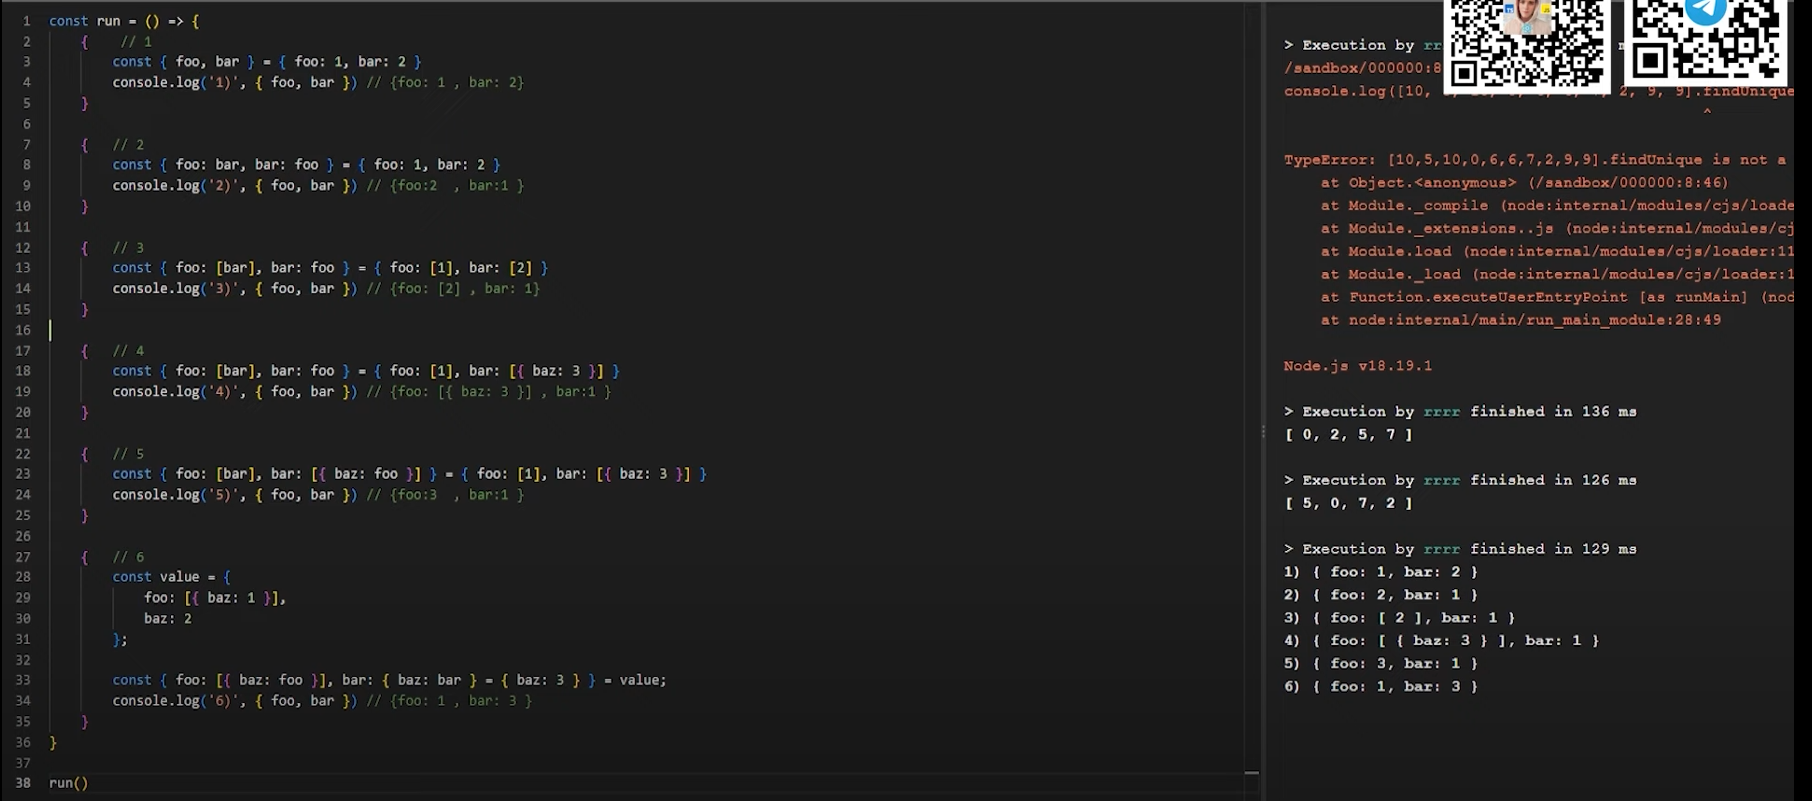 1 const run = () => {
2 { // 1
3 const { foo, bar } = { foo: 1, bar: 2 }
4 console.log('1)', { foo, bar }) // {foo: 1 , bar: 2}
5 }
6
7 { // 2
8 const { foo: bar, bar: foo } = { foo: 1, bar: 2 }
9 console.log('2)', { foo, bar }) // {foo:2  , bar:1 }
10 }
11
12 { // 3
13 const { foo: [bar], bar: foo } = { foo: [1], bar: [2] }
14 console.log('3)', { foo, bar }) // {foo: [2] , bar: 1}
15 }
16
17 { // 4
18 const { foo: [bar], bar: foo } = { foo: [1], bar: [{ baz: 3 }] }
19 console.log('4)', { foo, bar }) // {foo: [{ baz: 3 }] , bar:1 }
20 }
21
22 { // 5
23 const { foo: [bar], bar: [{ baz: foo }] } = { foo: [1], bar: [{ baz: 3 }] }
24 console.log('5)', { foo, bar }) // {foo:3  , bar:1 }
25 }
26
27 { // 6
28 const value = {
29 foo: [{ baz: 1 }],
30 baz: 2
31 };
32
33 const { foo: [{ baz: foo }], bar: { baz: bar } = { baz: 3 } } = value;
34 console.log('6)', { foo, bar }) // {foo: 1 , bar: 3 }
35 }
36 }
37
38 run()
> Execution by rr
/sandbox/000000:8
console.log([10, 2, 9, 9].findUnique
^
TypeError: [10,5,10,0,6,6,7,2,9,9].findUnique is not a
at Object.<anonymous> (/sandbox/000000:8:46)
at Module._compile (node:internal/modules/cjs/loade
at Module._extensions..js (node:internal/modules/cj
at Module.load (node:internal/modules/cjs/loader:11
at Module._load (node:internal/modules/cjs/loader:1
at Function.executeUserEntryPoint [as runMain] (nod
at node:internal/main/run_main_module:28:49
Node.js v18.19.1
> Execution by rrrr finished in 136 ms
[ 0, 2, 5, 7 ]
> Execution by rrrr finished in 126 ms
[ 5, 0, 7, 2 ]
> Execution by rrrr finished in 129 ms
1) { foo: 1, bar: 2 }
2) { foo: 2, bar: 1 }
3) { foo: [ 2 ], bar: 1 }
4) { foo: [ { baz: 3 } ], bar: 1 }
5) { foo: 3, bar: 1 }
6) { foo: 1, bar: 3 }